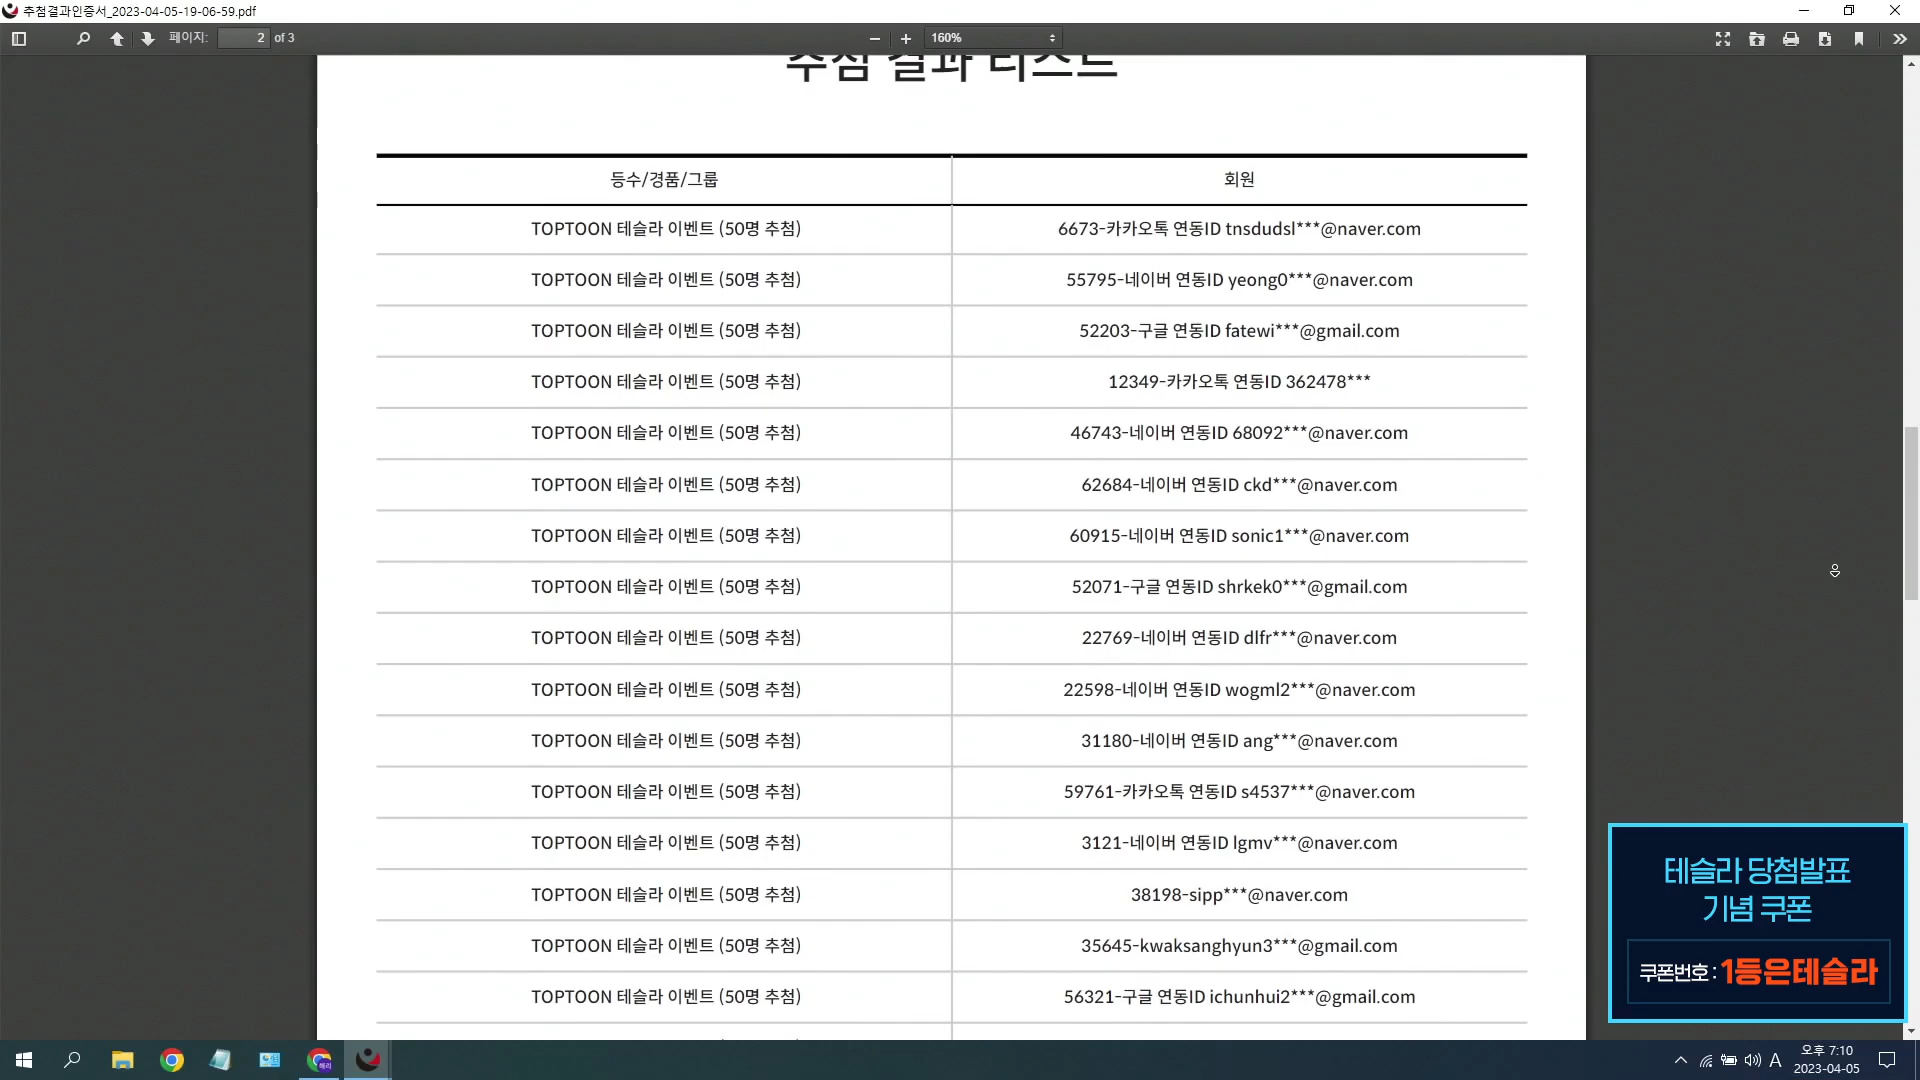 추첨결과인증서_2023-04-05-19-06-59.pdf
페이지: 2 of 3
160%
추첨 결과 리스트
등수/경품/그룹 회원
TOPTOON 테슬라 이벤트 (50명 추첨) 6673-카카오톡 연동ID tnsdudsl***@naver.com
TOPTOON 테슬라 이벤트 (50명 추첨) 55795-네이버 연동ID yeong0***@naver.com
TOPTOON 테슬라 이벤트 (50명 추첨) 52203-구글 연동ID fatewi***@gmail.com
TOPTOON 테슬라 이벤트 (50명 추첨) 12349-카카오톡 연동ID 362478***
TOPTOON 테슬라 이벤트 (50명 추첨) 46743-네이버 연동ID 68092***@naver.com
TOPTOON 테슬라 이벤트 (50명 추첨) 62684-네이버 연동ID ckd***@naver.com
TOPTOON 테슬라 이벤트 (50명 추첨) 60915-네이버 연동ID sonic1***@naver.com
TOPTOON 테슬라 이벤트 (50명 추첨) 52071-구글 연동ID shrkek0***@gmail.com
TOPTOON 테슬라 이벤트 (50명 추첨) 22769-네이버 연동ID dlfr***@naver.com
TOPTOON 테슬라 이벤트 (50명 추첨) 22598-네이버 연동ID wogml2***@naver.com
TOPTOON 테슬라 이벤트 (50명 추첨) 31180-네이버 연동ID ang***@naver.com
TOPTOON 테슬라 이벤트 (50명 추첨) 59761-카카오톡 연동ID s4537***@naver.com
TOPTOON 테슬라 이벤트 (50명 추첨) 3121-네이버 연동ID lgmv***@naver.com
TOPTOON 테슬라 이벤트 (50명 추첨) 38198-sipp***@naver.com
TOPTOON 테슬라 이벤트 (50명 추첨) 35645-kwaksanghyun3***@gmail.com
TOPTOON 테슬라 이벤트 (50명 추첨) 56321-구글 연동ID ichunhui2***@gmail.com
테슬라 당첨발표
기념 쿠폰
쿠폰번호 : 1등은테슬라
A
오후 7:10
2023-04-05